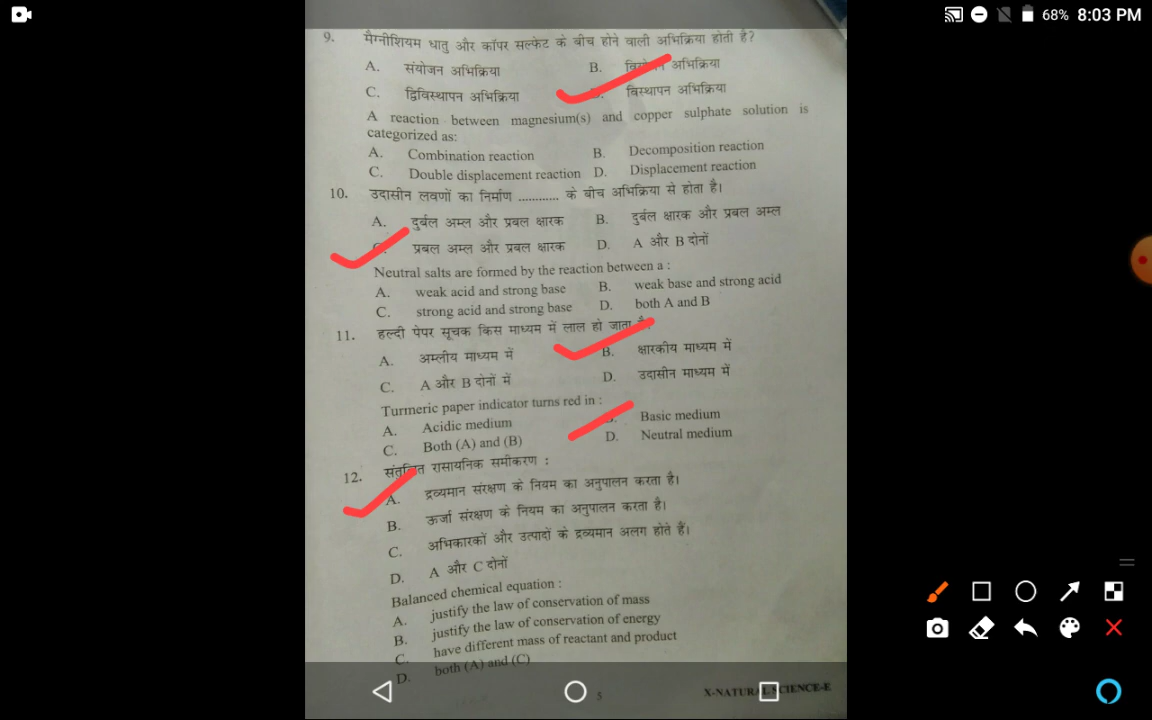 68% 8:03 PM
9. मैग्नीशियम धातु और कॉपर सल्फेट के बीच होने वाली अभिक्रिया होती है?
A. संयोजन अभिक्रिया B. अभिक्रिया
C. द्विविस्थापन अभिक्रिया विस्थापन अभिक्रिया
A reaction between magnesium(s) and copper sulphate solution is
categorized as:
A. Combination reaction B. Decomposition reaction
C. Double displacement reaction D. Displacement reaction
10. उदासीन लवणों का निर्माण ............ के बीच अभिक्रिया से होता है।
A. दुर्बल अम्ल और प्रबल क्षारक B. दुर्बल क्षारक और प्रबल अम्ल
प्रबल अम्ल और प्रबल क्षारक D. A और B दोनों
Neutral salts are formed by the reaction between a :
A. weak acid and strong base B. weak base and strong acid
C. strong acid and strong base D. both A and B
11. हल्दी पेपर सूचक किस माध्यम में लाल हो जाता है?
A. अम्लीय माध्यम में B. क्षारकीय माध्यम में
C. A और B दोनों में D. उदासीन माध्यम में
Turmeric paper indicator turns red in :
A. Acidic medium Basic medium
C. Both (A) and (B) D. Neutral medium
12. संतुलित रासायनिक समीकरण :
A. द्रव्यमान संरक्षण के नियम का अनुपालन करता है।
B. ऊर्जा संरक्षण के नियम का अनुपालन करता है।
C. अभिकारकों और उत्पादों के द्रव्यमान अलग होते हैं।
D. A और C दोनों
Balanced chemical equation :
A. justify the law of conservation of mass
B. justify the law of conservation of energy
C. have different mass of reactant and product
D. both (A) and (C)
5 X-NATURAL SCIENCE-E